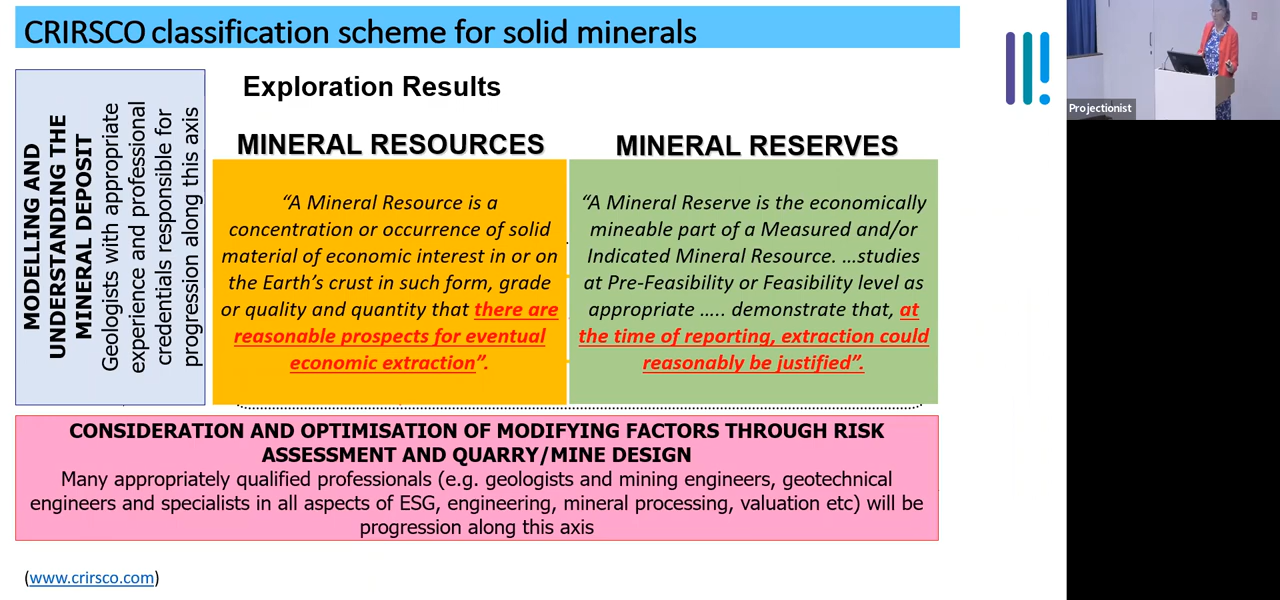 CRIRSCO classification scheme for solid minerals
Projectionist
MODELLING AND
UNDERSTANDING THE
MINERAL DEPOSIT
Geologists with appropriate
experience and professional
credentials responsible for
progression along this axis
Exploration Results
MINERAL RESOURCES
“A Mineral Resource is a
concentration or occurrence of solid
material of economic interest in or on
the Earth’s crust in such form, grade
or quality and quantity that there are
reasonable prospects for eventual
economic extraction”.
MINERAL RESERVES
“A Mineral Reserve is the economically
mineable part of a Measured and/or
Indicated Mineral Resource. …studies
at Pre-Feasibility or Feasibility level as
appropriate ….. demonstrate that, at
the time of reporting, extraction could
reasonably be justified”.
CONSIDERATION AND OPTIMISATION OF MODIFYING FACTORS THROUGH RISK
ASSESSMENT AND QUARRY/MINE DESIGN
Many appropriately qualified professionals (e.g. geologists and mining engineers, geotechnical
engineers and specialists in all aspects of ESG, engineering, mineral processing, valuation etc) will be
progression along this axis
(www.crirsco.com)